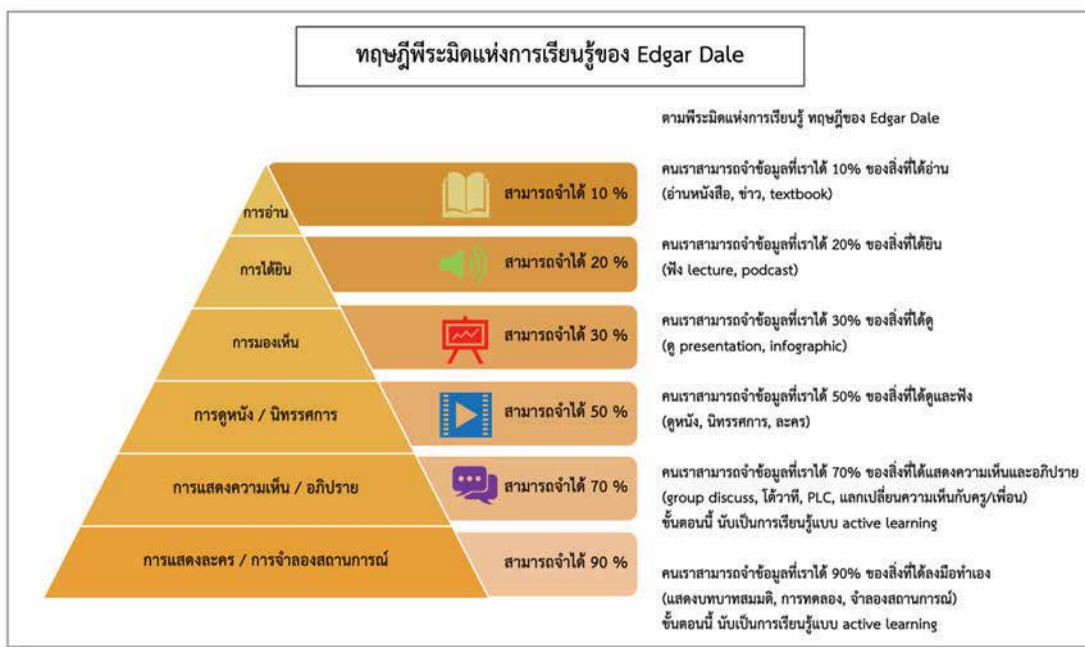 ทฤษฎีพีระมิดแห่งการเรียนรู้ของ Edgar Dale
ตามพีระมิดแห่งการเรียนรู้ ทฤษฎีของ Edgar Dale
การอ่าน
สามารถจำได้ 10 %
คนเราสามารถจำข้อมูลที่เราได้ 10% ของสิ่งที่ได้อ่าน
(อ่านหนังสือ, ข่าว, textbook)
การได้ยิน
สามารถจำได้ 20 %
คนเราสามารถจำข้อมูลที่เราได้ 20% ของสิ่งที่ได้ยิน
(ฟัง lecture, podcast)
การมองเห็น
สามารถจำได้ 30 %
คนเราสามารถจำข้อมูลที่เราได้ 30% ของสิ่งที่ได้ดู
(ดู presentation, infographic)
การดูหนัง / นิทรรศการ
สามารถจำได้ 50 %
คนเราสามารถจำข้อมูลที่เราได้ 50% ของสิ่งที่ได้ดูและฟัง
(ดูหนัง, นิทรรศการ, ละคร)
การแสดงความเห็น / อภิปราย
สามารถจำได้ 70 %
คนเราสามารถจำข้อมูลที่เราได้ 70% ของสิ่งที่ได้แสดงความเห็นและอภิปราย
(group discuss, โต้วาที, PLC, แลกเปลี่ยนความเห็นกับครู/เพื่อน)
ขั้นตอนนี้ นับเป็นการเรียนรู้แบบ active learning
การแสดงละคร / การจำลองสถานการณ์
สามารถจำได้ 90 %
คนเราสามารถจำข้อมูลที่เราได้ 90% ของสิ่งที่ได้ลงมือทำเอง
(แสดงบทบาทสมมติ, การทดลอง, จำลองสถานการณ์)
ขั้นตอนนี้ นับเป็นการเรียนรู้แบบ active learning